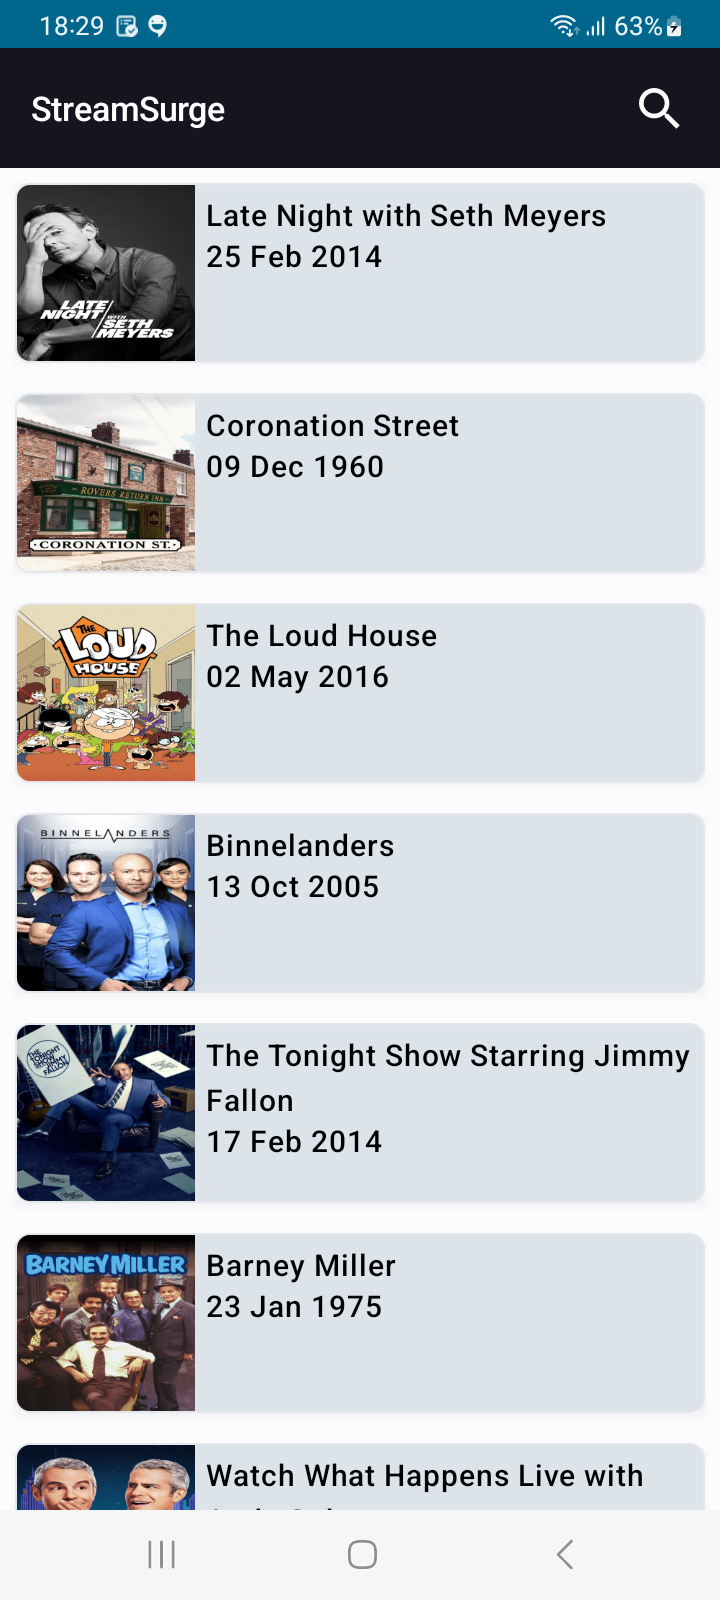 18:29
63%
StreamSurge
LATE
NIGHT WITH
SETH
MEYERS
Late Night with Seth Meyers
25 Feb 2014
ROVERS RETURN INN
CORONATION ST.
Coronation Street
09 Dec 1960
THE
LOUD
HOUSE
The Loud House
02 May 2016
BINNELANDERS
Binnelanders
13 Oct 2005
THE
TONIGHT
SHOW
JIMMY
FALLON
The Tonight Show Starring Jimmy
Fallon
17 Feb 2014
BARNEY MILLER
Barney Miller
23 Jan 1975
Watch What Happens Live with